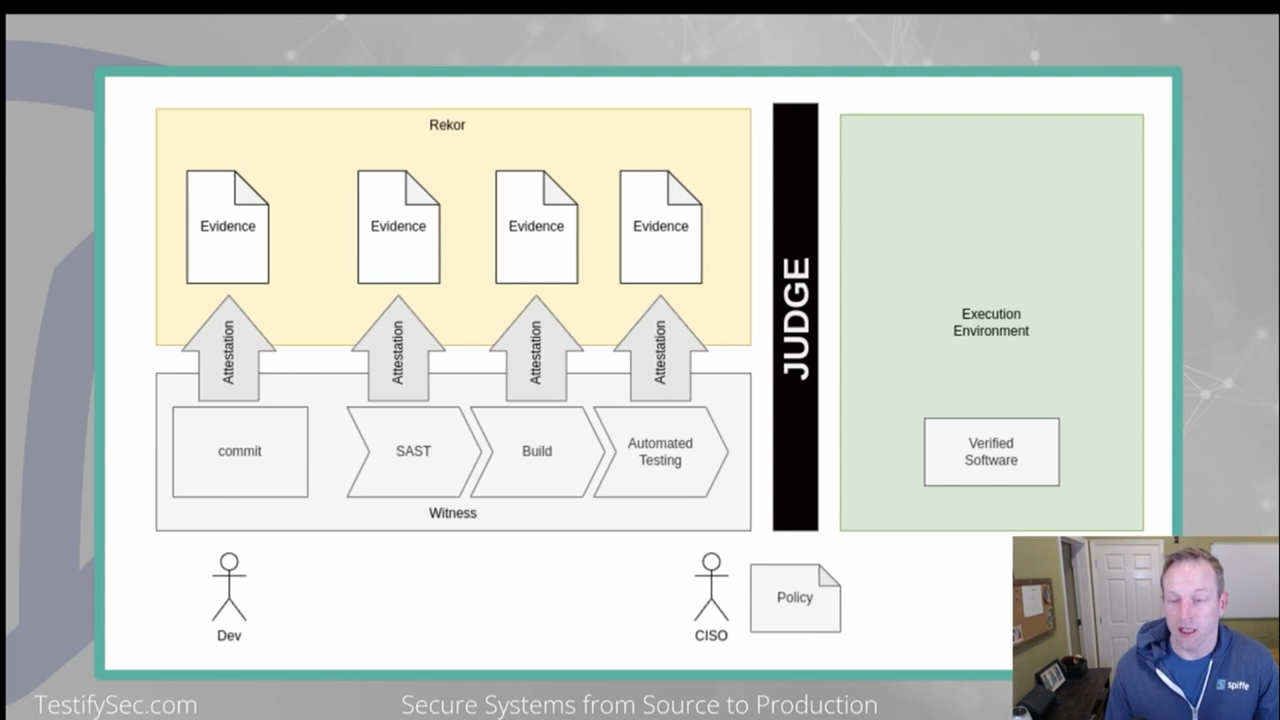 Rekor
Evidence
Evidence
Evidence
Evidence
Attestation
Attestation
Attestation
Attestation
JUDGE
Execution
Environment
commit
SAST
Build
Automated
Testing
Verified
Software
Witness
Dev
CISO
Policy
spiffe
TestifySec.com
Secure Systems from Source to Production